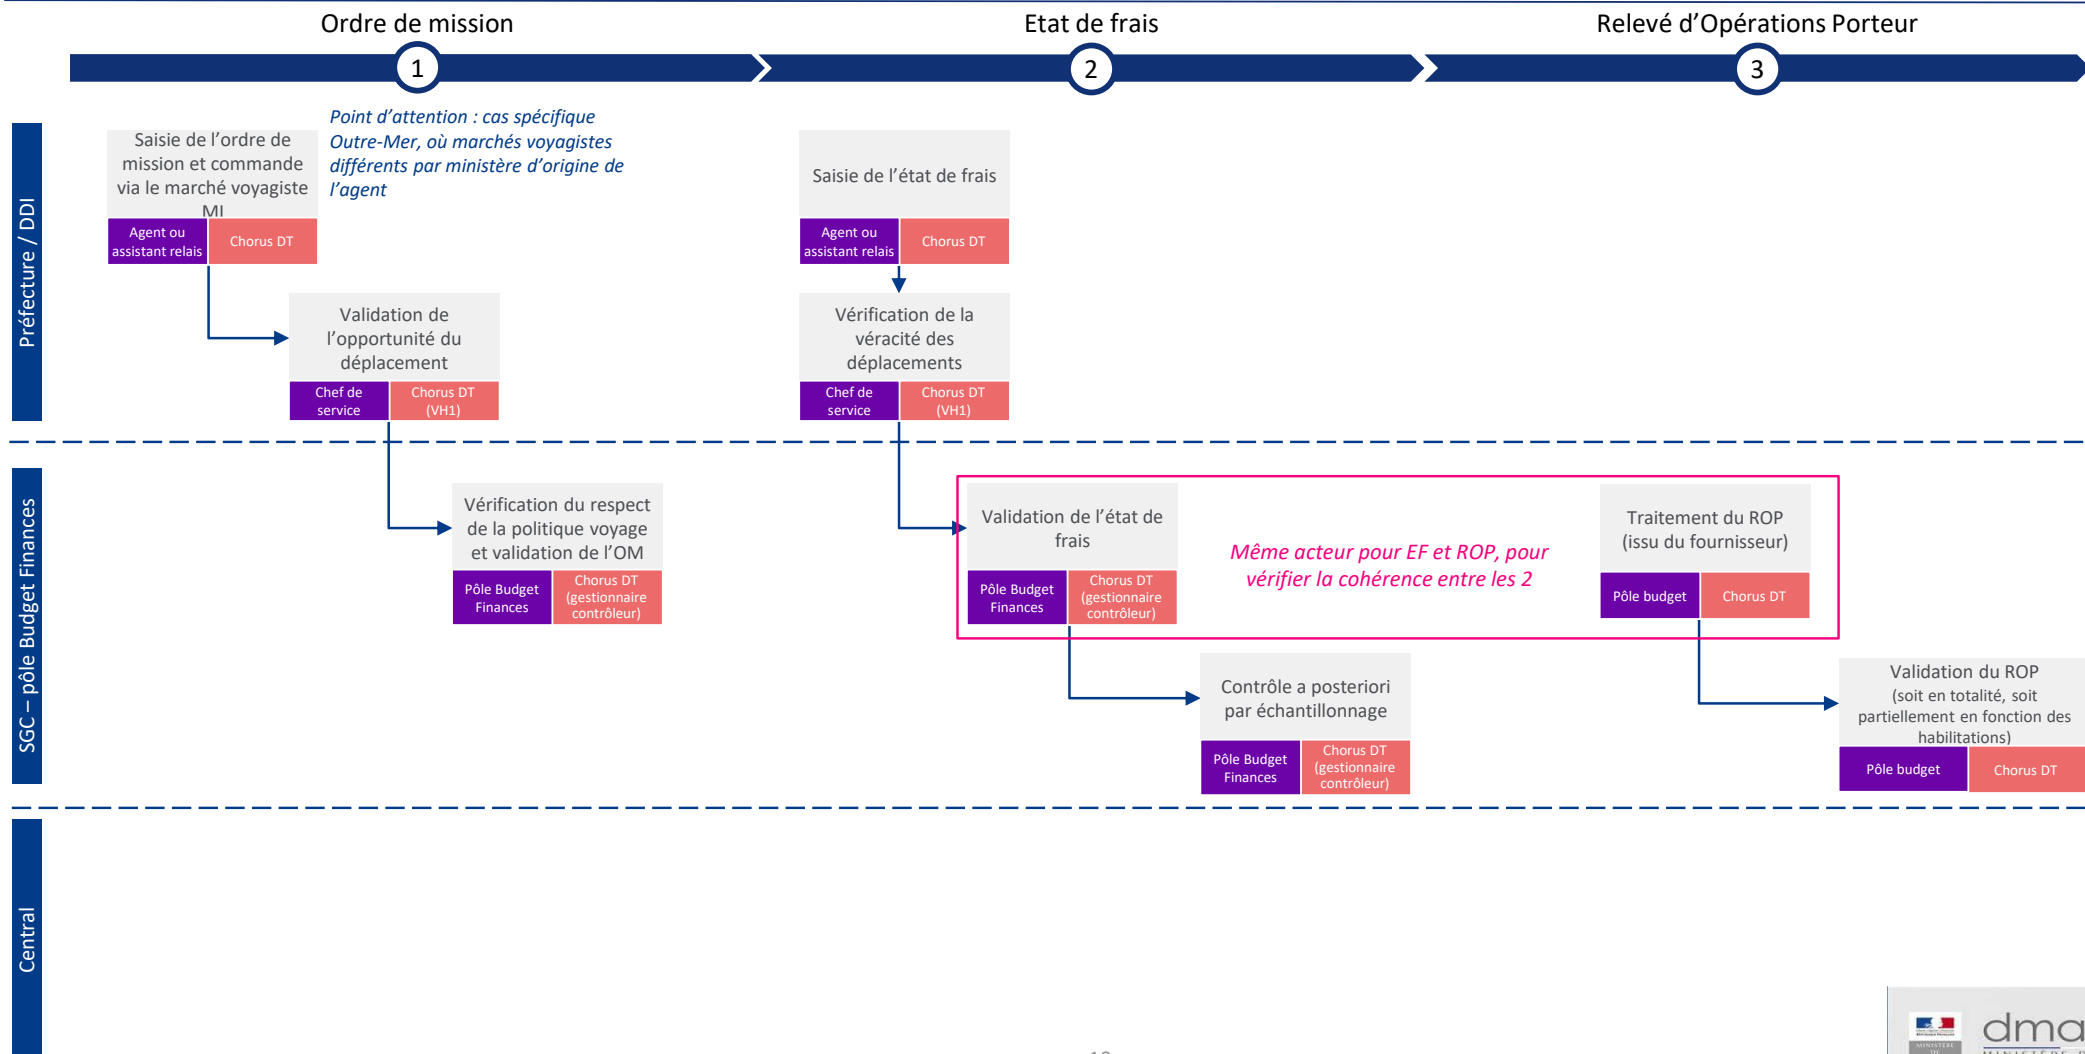 Ordre de mission
Etat de frais
Relevé d'Opérations Porteur
1
2
3
Préfecture / DDI
Saisie de l'ordre de
mission et commande
via le marché voyagiste
MI
Agent ou
assistant relais
Chorus DT
Point d'attention : cas spécifique
Outre-Mer, où marchés voyagistes
différents par ministère d'origine de
l'agent
Validation de
l'opportunité du
déplacement
Chef de
service
Chorus DT
(VH1)
Saisie de l'état de frais
Agent ou
assistant relais
Chorus DT
Vérification de la
véracité des
déplacements
Chef de
service
Chorus DT
(VH1)
SGC – pôle Budget Finances
Vérification du respect
de la politique voyage
et validation de l'OM
Pôle Budget
Finances
Chorus DT
(gestionnaire
contrôleur)
Validation de l'état de
frais
Pôle Budget
Finances
Chorus DT
(gestionnaire
contrôleur)
Même acteur pour EF et ROP, pour
vérifier la cohérence entre les 2
Traitement du ROP
(issu du fournisseur)
Pôle budget
Chorus DT
Contrôle a posteriori
par échantillonnage
Pôle Budget
Finances
Chorus DT
(gestionnaire
contrôleur)
Validation du ROP
(soit en totalité, soit
partiellement en fonction des
habilitations)
Pôle budget
Chorus DT
Central
dma
MINISTÈRE